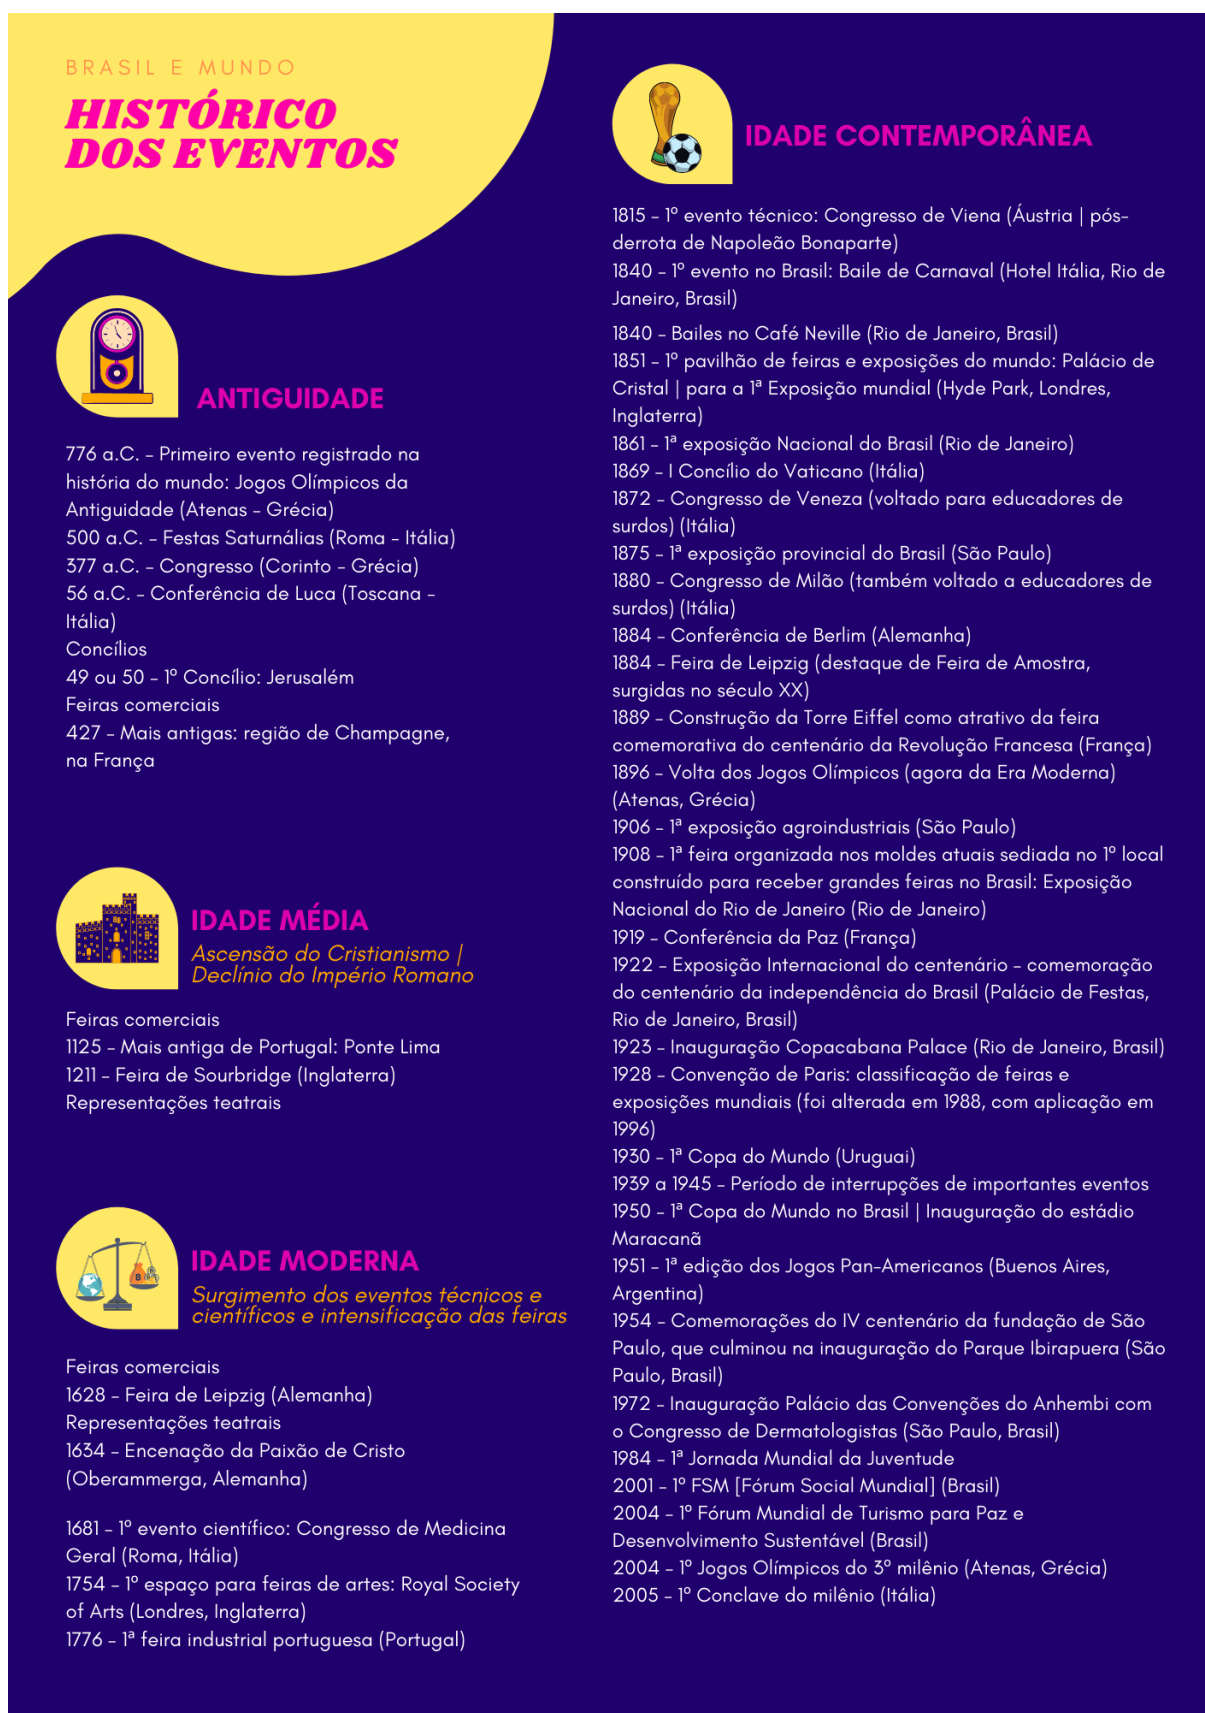 BRASIL E MUNDO
HISTÓRICO
DOS EVENTOS
ANTIGUIDADE
776 a.C. - Primeiro evento registrado na
história do mundo: Jogos Olímpicos da
Antiguidade (Atenas - Grécia)
500 a.C. - Festas Saturnálias (Roma - Itália)
377 a.C. - Congresso (Corinto - Grécia)
56 a.C. - Conferência de Luca (Toscana -
Itália)
Concílios
49 ou 50 - 1º Concílio: Jerusalém
Feiras comerciais
427 - Mais antigas: região de Champagne,
na França
IDADE MÉDIA
Ascensão do Cristianismo |
Declínio do Império Romano
Feiras comerciais
1125 - Mais antiga de Portugal: Ponte Lima
1211 - Feira de Sourbridge (Inglaterra)
Representações teatrais
IDADE MODERNA
Surgimento dos eventos técnicos e
científicos e intensificação das feiras
Feiras comerciais
1628 - Feira de Leipzig (Alemanha)
Representações teatrais
1634 - Encenação da Paixão de Cristo
(Oberammerga, Alemanha)
1681 - 1º evento científico: Congresso de Medicina
Geral (Roma, Itália)
1754 - 1º espaço para feiras de artes: Royal Society
of Arts (Londres, Inglaterra)
1776 - 1ª feira industrial portuguesa (Portugal)
IDADE CONTEMPORÂNEA
1815 - 1º evento técnico: Congresso de Viena (Áustria | pós-
derrota de Napoleão Bonaparte)
1840 - 1º evento no Brasil: Baile de Carnaval (Hotel Itália, Rio de
Janeiro, Brasil)
1840 - Bailes no Café Neville (Rio de Janeiro, Brasil)
1851 - 1º pavilhão de feiras e exposições do mundo: Palácio de
Cristal | para a 1ª Exposição mundial (Hyde Park, Londres,
Inglaterra)
1861 - 1ª exposição Nacional do Brasil (Rio de Janeiro)
1869 - I Concílio do Vaticano (Itália)
1872 - Congresso de Veneza (voltado para educadores de
surdos) (Itália)
1875 - 1ª exposição provincial do Brasil (São Paulo)
1880 - Congresso de Milão (também voltado a educadores de
surdos) (Itália)
1884 - Conferência de Berlim (Alemanha)
1884 - Feira de Leipzig (destaque de Feira de Amostra,
surgidas no século XX)
1889 - Construção da Torre Eiffel como atrativo da feira
comemorativa do centenário da Revolução Francesa (França)
1896 - Volta dos Jogos Olímpicos (agora da Era Moderna)
(Atenas, Grécia)
1906 - 1ª exposição agroindustriais (São Paulo)
1908 - 1ª feira organizada nos moldes atuais sediada no 1º local
construído para receber grandes feiras no Brasil: Exposição
Nacional do Rio de Janeiro (Rio de Janeiro)
1919 - Conferência da Paz (França)
1922 - Exposição Internacional do centenário - comemoração
do centenário da independência do Brasil (Palácio de Festas,
Rio de Janeiro, Brasil)
1923 - Inauguração Copacabana Palace (Rio de Janeiro, Brasil)
1928 - Convenção de Paris: classificação de feiras e
exposições mundiais (foi alterada em 1988, com aplicação em
1996)
1930 - 1ª Copa do Mundo (Uruguai)
1939 a 1945 - Período de interrupções de importantes eventos
1950 - 1ª Copa do Mundo no Brasil | Inauguração do estádio
Maracanã
1951 - 1ª edição dos Jogos Pan-Americanos (Buenos Aires,
Argentina)
1954 - Comemorações do IV centenário da fundação de São
Paulo, que culminou na inauguração do Parque Ibirapuera (São
Paulo, Brasil)
1972 - Inauguração Palácio das Convenções do Anhembi com
o Congresso de Dermatologistas (São Paulo, Brasil)
1984 - 1ª Jornada Mundial da Juventude
2001 - 1º FSM [Fórum Social Mundial] (Brasil)
2004 - 1º Fórum Mundial de Turismo para Paz e
Desenvolvimento Sustentável (Brasil)
2004 - 1º Jogos Olímpicos do 3º milênio (Atenas, Grécia)
2005 - 1º Conclave do milênio (Itália)